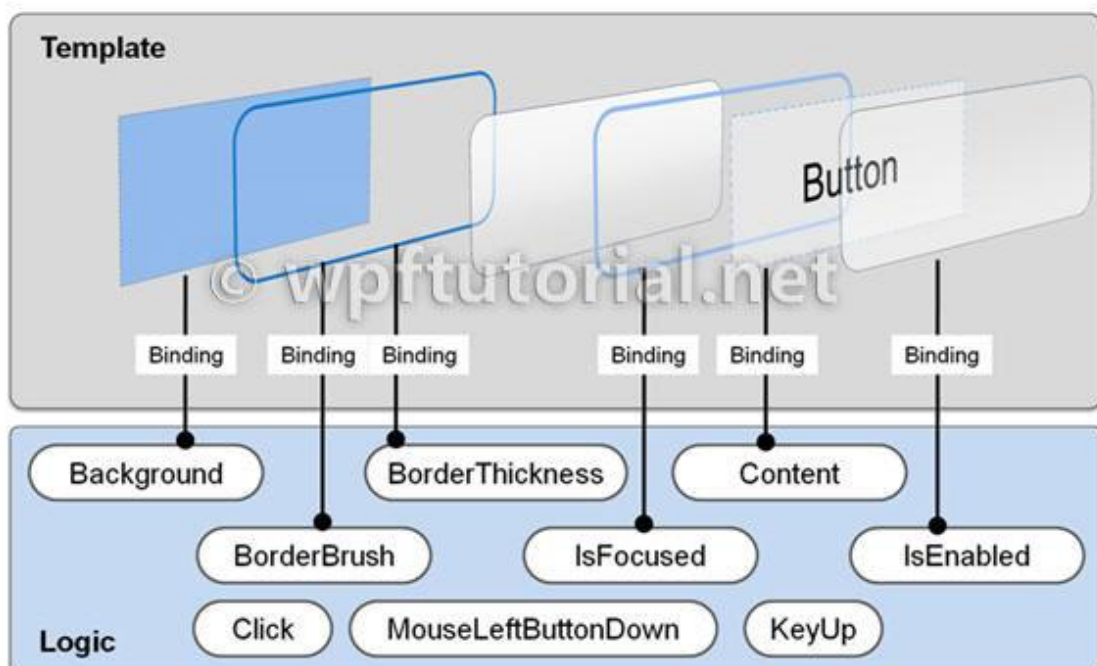 Template
Button
© wpftutorial.net
Binding Binding Binding Binding Binding Binding
Background BorderThickness Content
BorderBrush IsFocused IsEnabled
Click MouseLeftButtonDown KeyUp
Logic